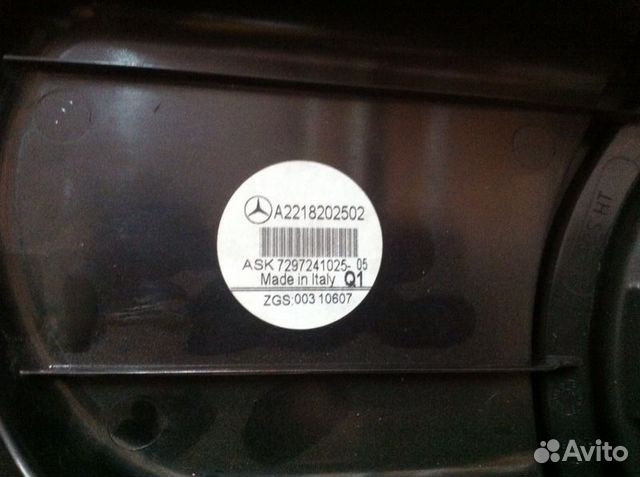 A2218202502
ASK 7297241025- 05
Made in Italy Q1
ZGS:003 10607
Avito